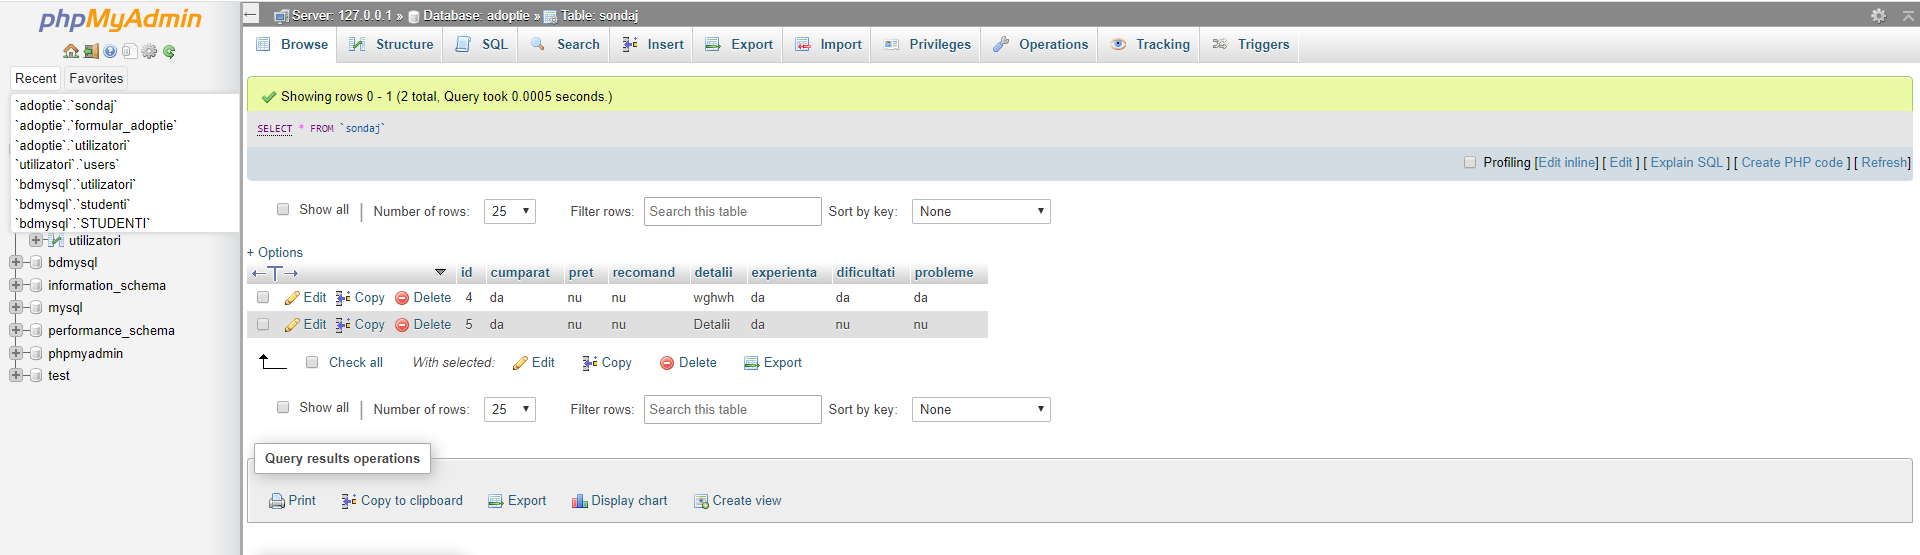 phpMyAdmin
Recent Favorites
`adoptie`.`sondaj`
`adoptie`.`formular_adoptie`
`adoptie`.`utilizatori`
`utilizatori`.`users`
`bdmysql`.`utilizatori`
`bdmysql`.`studenti`
`bdmysql`.`STUDENTI`
utilizatori
bdmysql
information_schema
mysql
performance_schema
phpmyadmin
test
Server: 127.0.0.1 » Database: adoptie » Table: sondaj
Browse Structure SQL Search Insert Export Import Privileges Operations Tracking Triggers
Showing rows 0 - 1 (2 total, Query took 0.0005 seconds.)
SELECT * FROM `sondaj`
Profiling [Edit inline] [ Edit ] [ Explain SQL ] [ Create PHP code ] [ Refresh]
Show all | Number of rows: 25 Filter rows: Search this table Sort by key: None
+ Options
←T→ id cumparat pret recomand detalii experienta dificultati probleme
Edit Copy Delete 4 da nu nu wghwh da da da
Edit Copy Delete 5 da nu nu Detalii da nu nu
Check all With selected: Edit Copy Delete Export
Show all | Number of rows: 25 Filter rows: Search this table Sort by key: None
Query results operations
Print Copy to clipboard Export Display chart Create view